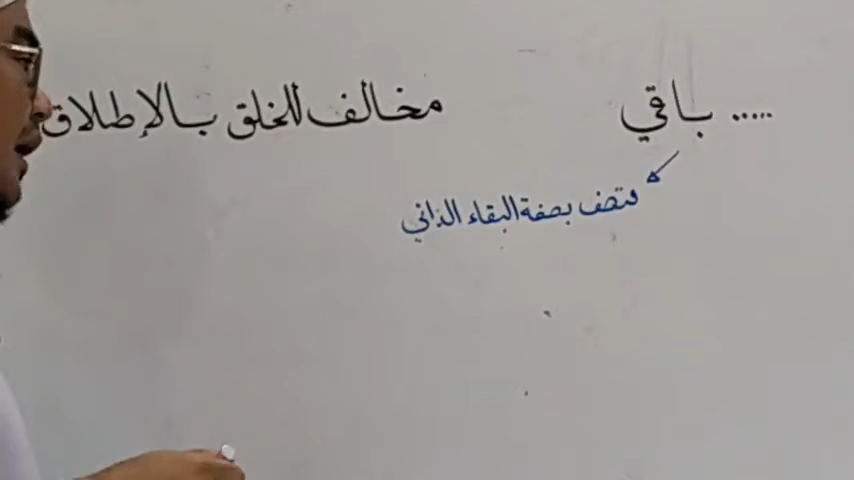 ..... باقي مخالف للخلق بالإطلاق
متصف بصفة البقاء الذاتي